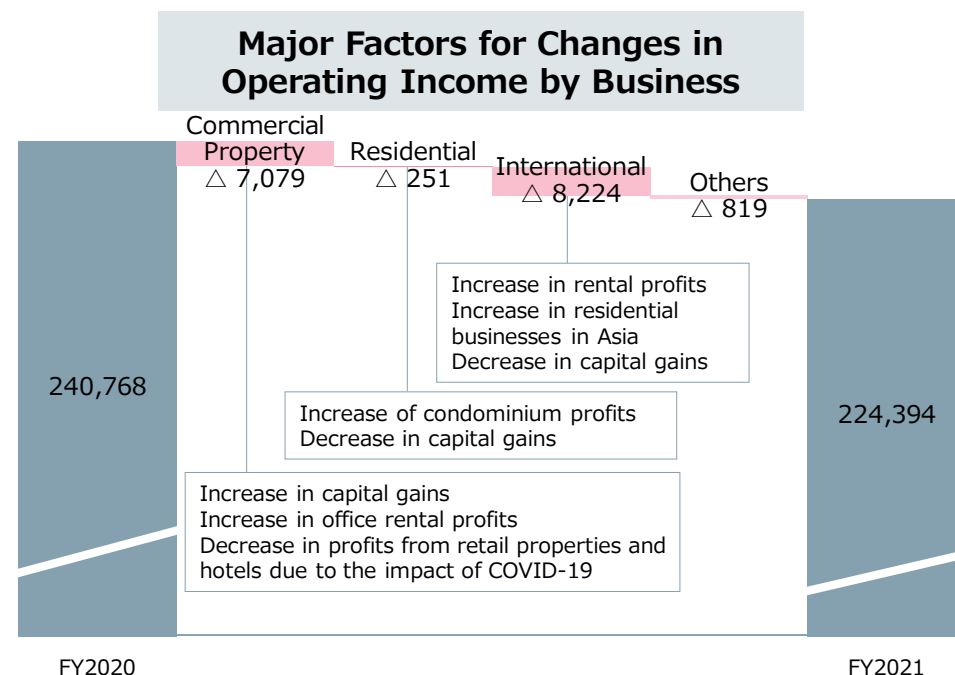 Major Factors for Changes in
Operating Income by Business
Commercial
Property
△ 7,079
Residential
△ 251
International
△ 8,224
Others
△ 819
Increase in rental profits
Increase in residential
businesses in Asia
Decrease in capital gains
240,768
Increase of condominium profits
Decrease in capital gains
224,394
Increase in capital gains
Increase in office rental profits
Decrease in profits from retail properties and
hotels due to the impact of COVID-19
FY2020
FY2021